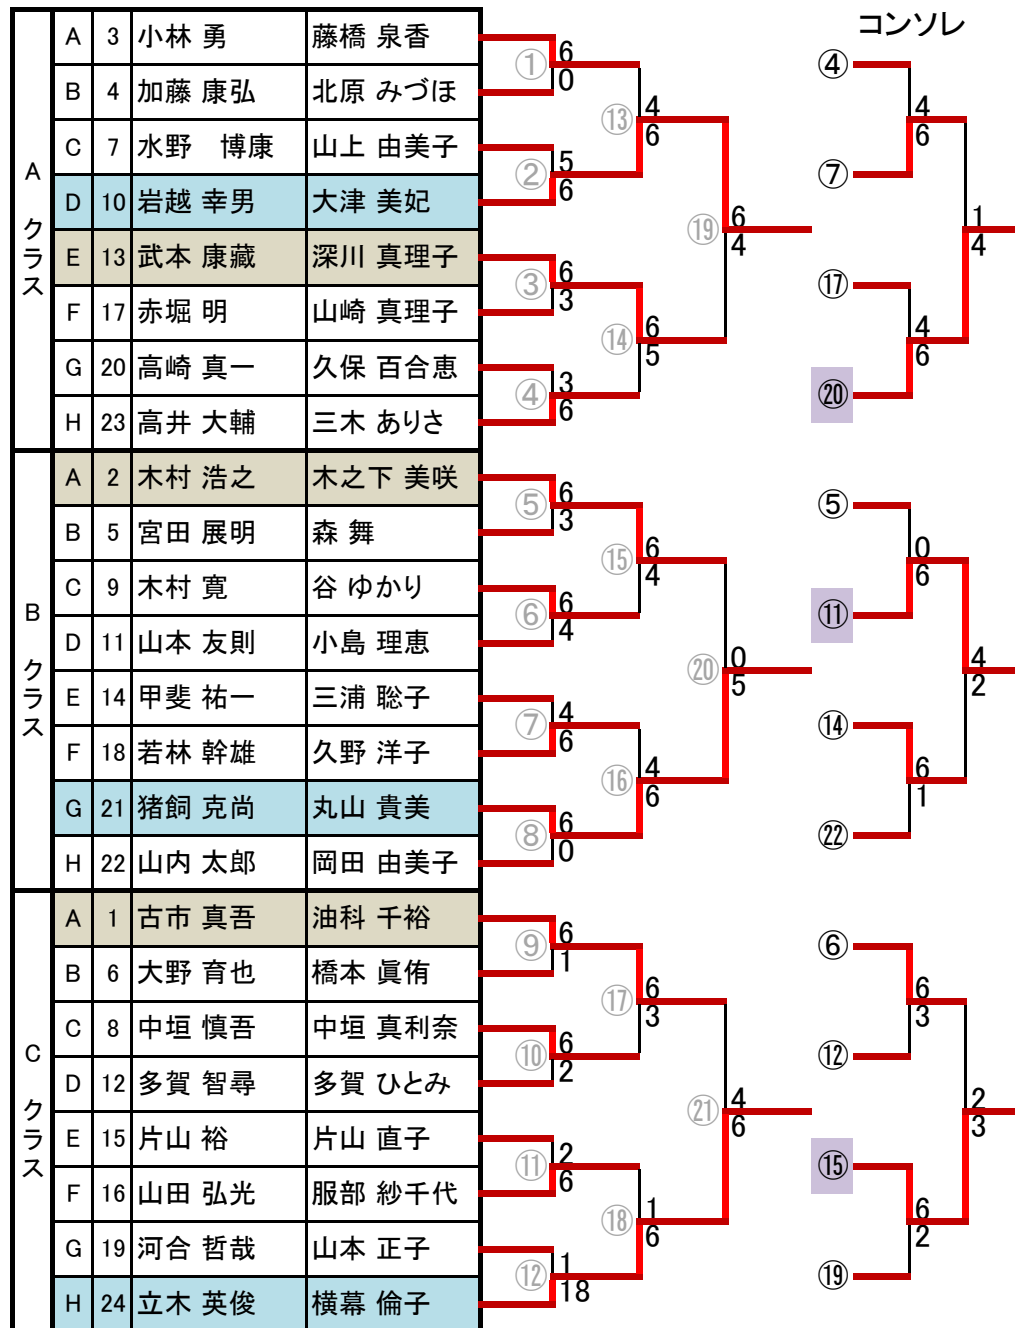 コンソレ
A クラス
A 3 小林 勇 藤橋 泉香
B 4 加藤 康弘 北原 みづほ
C 7 水野 博康 山上 由美子
D 10 岩越 幸男 大津 美妃
E 13 武本 康藏 深川 真理子
F 17 赤堀 明 山崎 真理子
G 20 高崎 真一 久保 百合恵
H 23 高井 大輔 三木 ありさ
① 6 0
② 5 6
③ 6 3
④ 3 6
⑬ 4 6
⑭ 6 5
⑲ 6 4
④
⑦
4 6
⑰
⑳
4 6
1 4
B クラス
A 2 木村 浩之 木之下 美咲
B 5 宮田 展明 森 舞
C 9 木村 寛 谷 ゆかり
D 11 山本 友則 小島 理恵
E 14 甲斐 祐一 三浦 聡子
F 18 若林 幹雄 久野 洋子
G 21 猪飼 克尚 丸山 貴美
H 22 山内 太郎 岡田 由美子
⑤ 6 3
⑥ 6 4
⑦ 4 6
⑧ 6 0
⑮ 6 4
⑯ 4 6
⑳ 0 5
⑤
⑪
0 6
⑭
㉒
6 1
4 2
C クラス
A 1 古市 真吾 油科 千裕
B 6 大野 育也 橋本 眞侑
C 8 中垣 慎吾 中垣 真利奈
D 12 多賀 智尋 多賀 ひとみ
E 15 片山 裕 片山 直子
F 16 山田 弘光 服部 紗千代
G 19 河合 哲哉 山本 正子
H 24 立木 英俊 横幕 倫子
⑨ 6 1
⑩ 6 2
⑪ 2 6
⑫ 1 18
⑰ 6 3
⑱ 1 6
㉑ 4 6
⑥
⑫
6 3
⑮
⑲
6 2
2 3